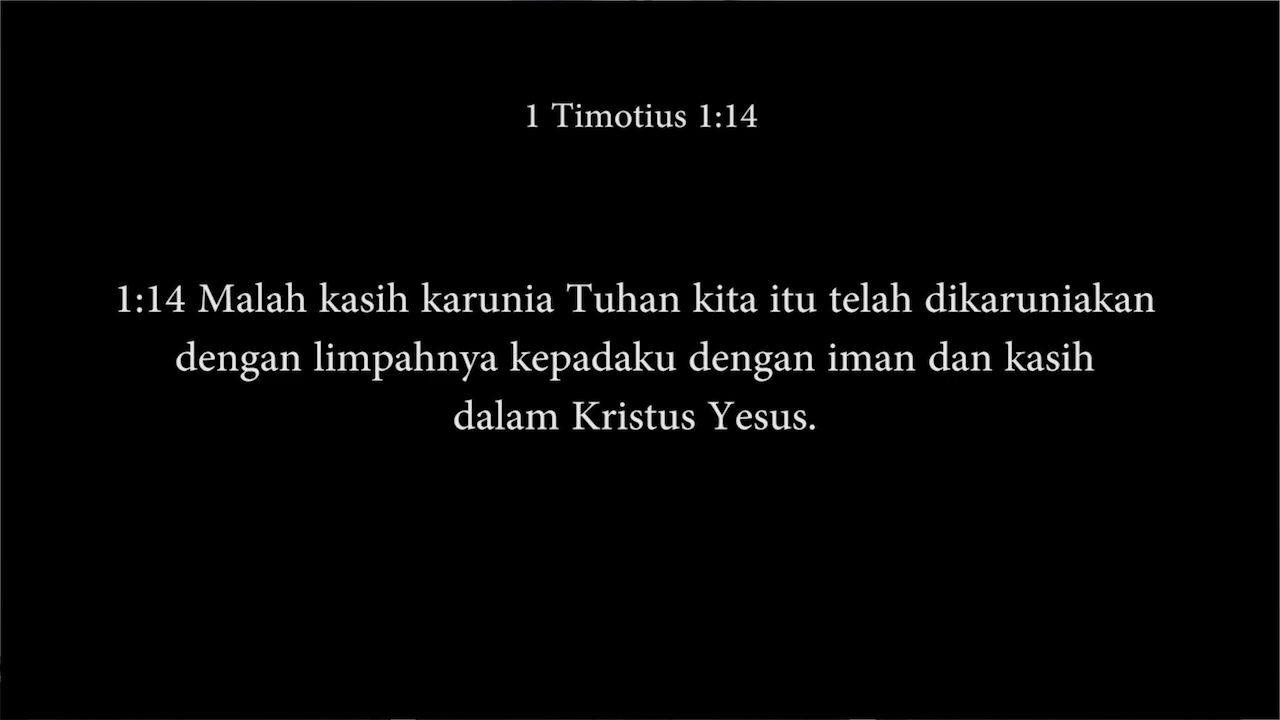 1 Timotius 1:14
1:14 Malah kasih karunia Tuhan kita itu telah dikaruniakan
dengan limpahnya kepadaku dengan iman dan kasih
dalam Kristus Yesus.